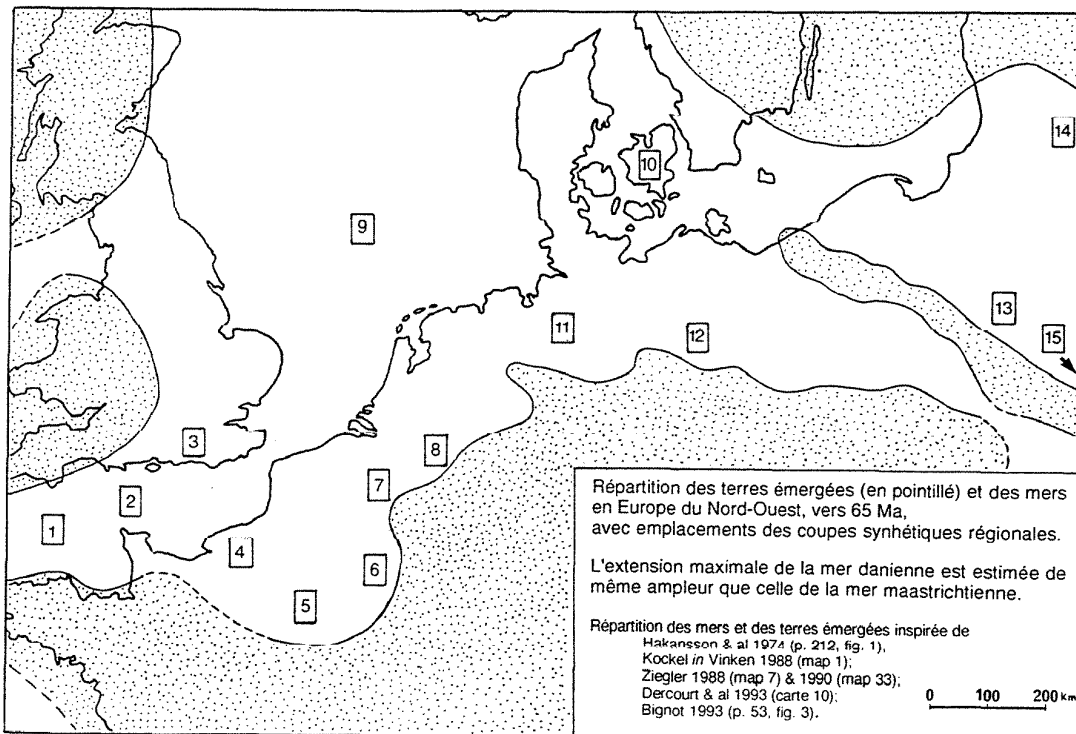 14
10
9
13
11
12
15
3
8
2
7
1
4
6
5
Répartition des terres émergées (en pointillé) et des mers
en Europe du Nord-Ouest, vers 65 Ma,
avec emplacements des coupes synhétiques régionales.
L'extension maximale de la mer danienne est estimée de
même ampleur que celle de la mer maastrichtienne.
Répartition des mers et des terres émergées inspirée de
Hakansson & al 1974 (p. 212, fig. 1),
Kockel in Vinken 1988 (map 1);
Ziegler 1988 (map 7) & 1990 (map 33);
Dercourt & al 1993 (carte 10);
Bignot 1993 (p. 53, fig. 3).
0 100 200 km